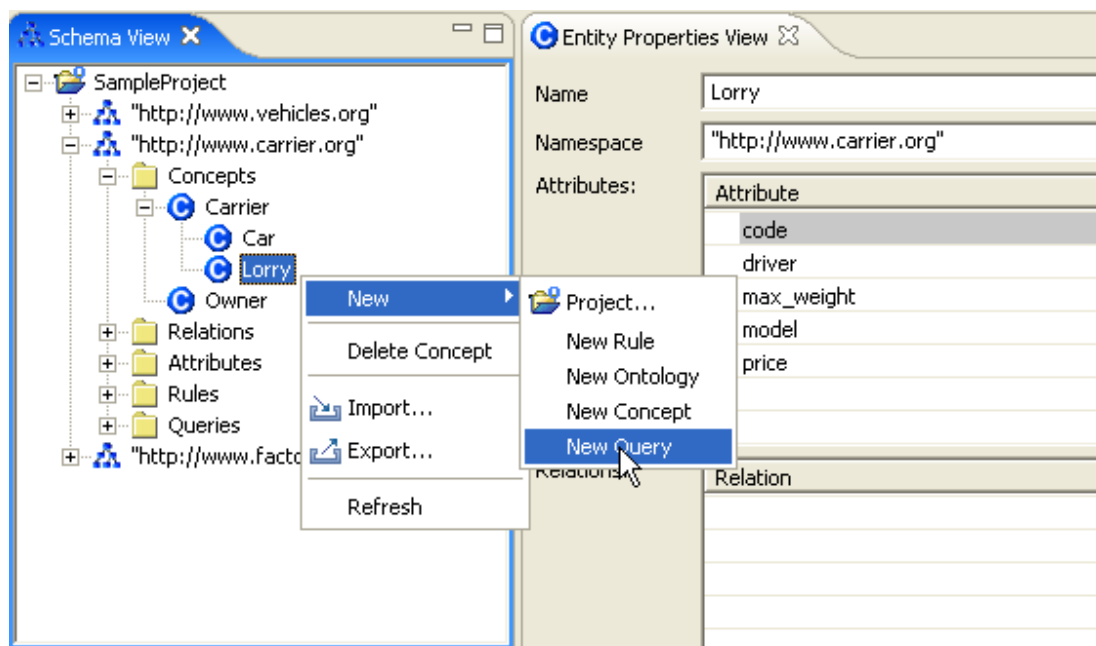 Schema View
Entity Properties View
SampleProject
"http://www.vehicles.org"
"http://www.carrier.org"
Concepts
Carrier
Car
Lorry
Owner
Relations
Attributes
Rules
Queries
"http://www.facto
New
Delete Concept
Import...
Export...
Refresh
Project...
New Rule
New Ontology
New Concept
New Query
Name
Lorry
Namespace
"http://www.carrier.org"
Attributes:
Attribute
code
driver
max_weight
model
price
Relations
Relation